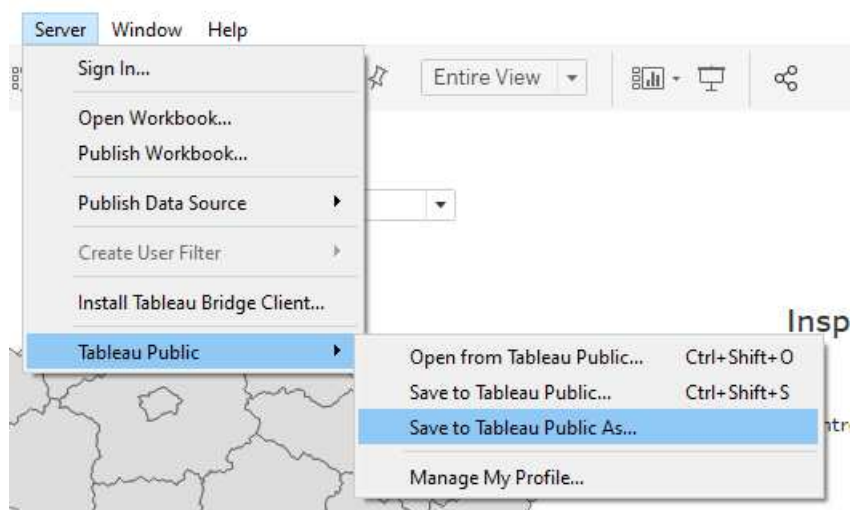 Server Window Help
Sign In...
Entire View
Open Workbook...
Publish Workbook...
Publish Data Source
Create User Filter
Install Tableau Bridge Client...
Insp
Tableau Public
Open from Tableau Public... Ctrl+Shift+O
Save to Tableau Public... Ctrl+Shift+S
Save to Tableau Public As...
ntr
Manage My Profile...